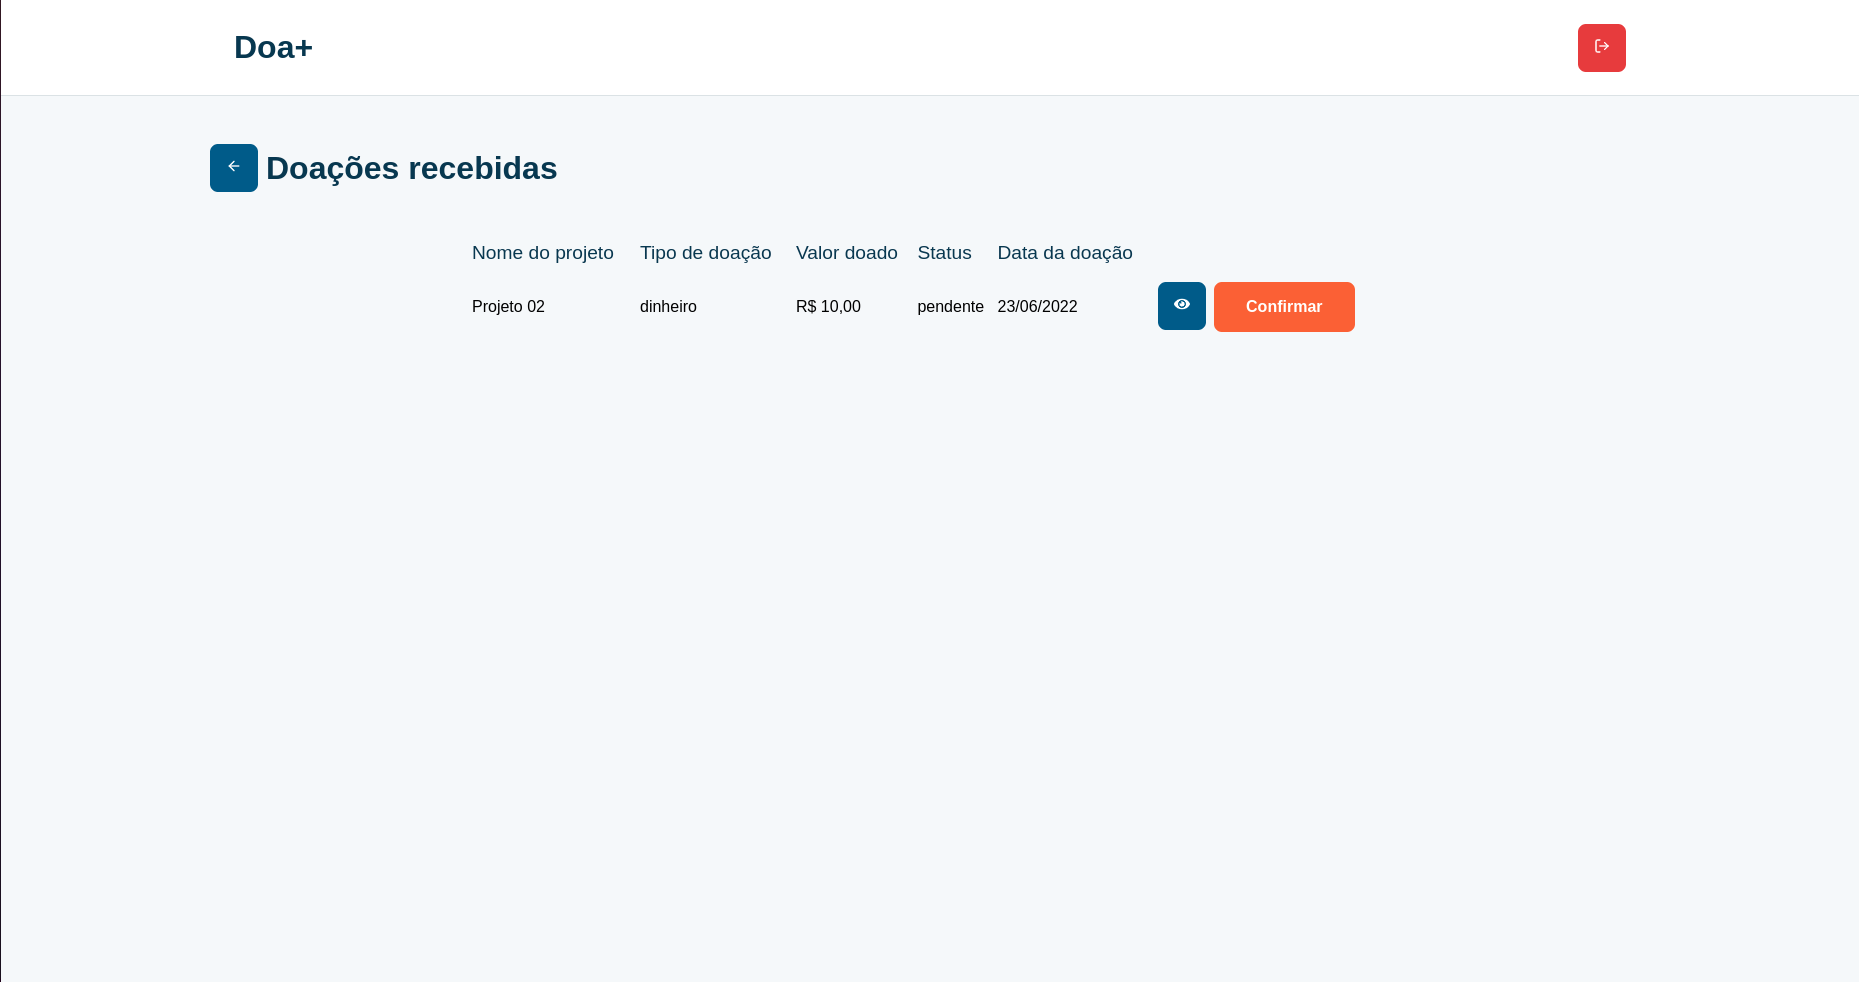 Doa+
Doações recebidas
Nome do projeto Tipo de doação Valor doado Status Data da doação
Projeto 02 dinheiro R$ 10,00 pendente 23/06/2022 Confirmar